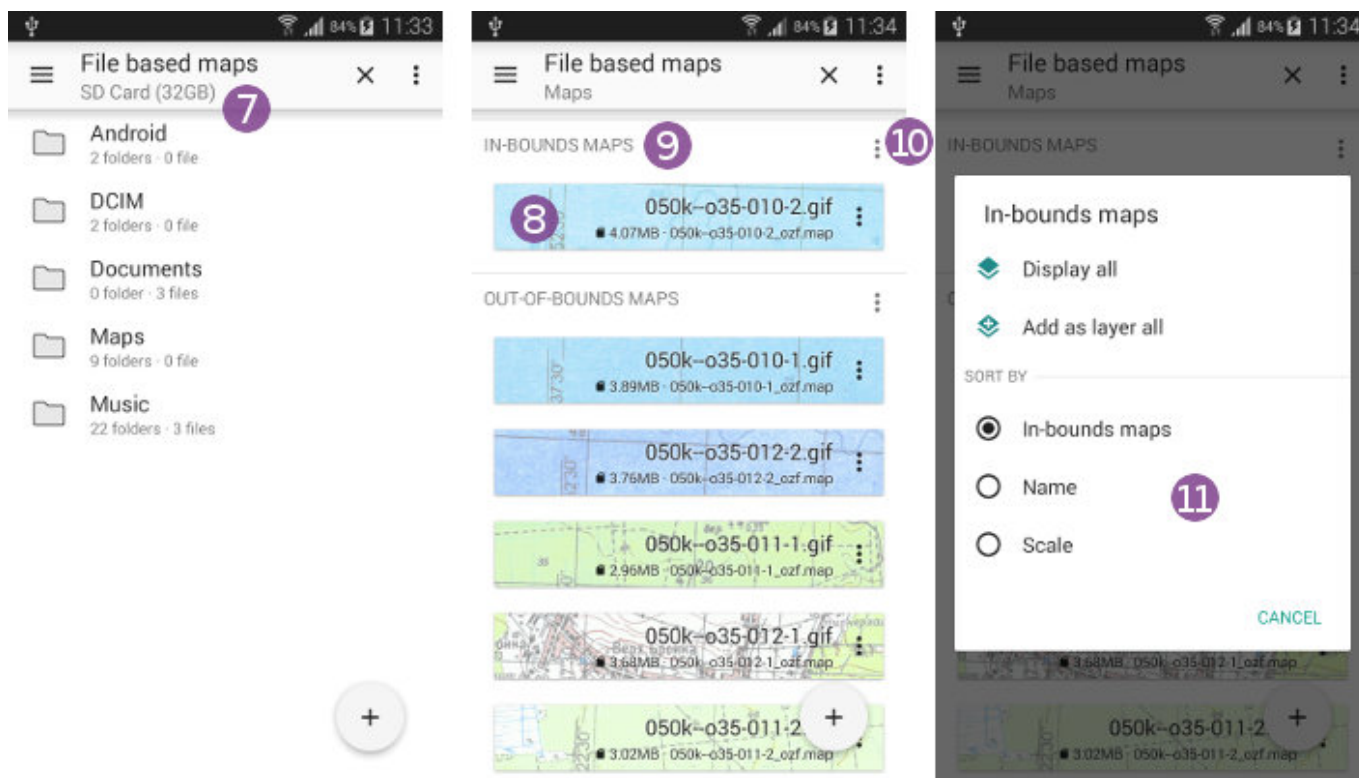 84% 11:33
File based maps
SD Card (32GB)
7
Android
2 folders · 0 file
DCIM
2 folders · 0 file
Documents
0 folder · 3 files
Maps
9 folders · 0 file
Music
22 folders · 3 files
+
84% 11:34
File based maps
Maps
IN-BOUNDS MAPS
9
10
8
050k--o35-010-2.gif
4.07MB · 050k--o35-010-2_ozf.map
OUT-OF-BOUNDS MAPS
050k--o35-010-1.gif
37'30"
3.89MB · 050k--o35-010-1_ozf.map
050k--o35-012-2.gif
3.76MB · 050k--o35-012-2_ozf.map
050k--o35-011-1.gif
2.96MB · 050k--o35-011-1_ozf.map
050k--o35-012-1.gif
3.68MB · 050k--o35-012-1_ozf.map
050k--o35-011-2
3.02MB · 050k--o35-011-2_ozf.map
+
84% 11:34
File based maps
Maps
IN-BOUNDS MAPS
In-bounds maps
Display all
Add as layer all
SORT BY
In-bounds maps
Name
11
Scale
CANCEL
3.68MB · 050k--o35-012-1_ozf.map
050k--o35-011-2
3.02MB · 050k--o35-011-2_ozf.map
+